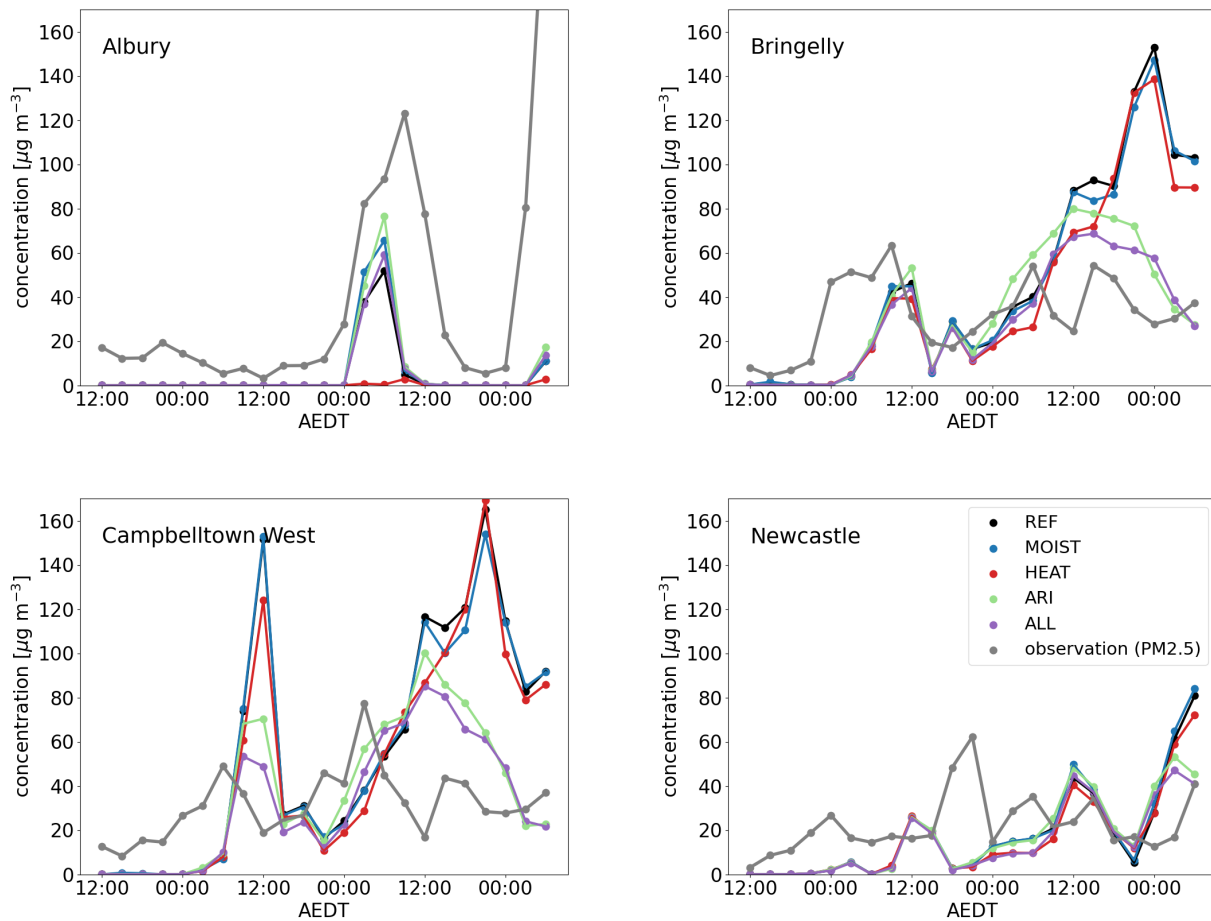 Albury
concentration [μg m⁻³]
160
140
120
100
80
60
40
20
0
12:00 00:00 12:00 00:00 12:00 00:00
AEDT
Bringelly
concentration [μg m⁻³]
160
140
120
100
80
60
40
20
0
12:00 00:00 12:00 00:00 12:00 00:00
AEDT
Campbelltown West
concentration [μg m⁻³]
160
140
120
100
80
60
40
20
0
12:00 00:00 12:00 00:00 12:00 00:00
AEDT
Newcastle
concentration [μg m⁻³]
160
140
120
100
80
60
40
20
0
12:00 00:00 12:00 00:00 12:00 00:00
AEDT
REF
MOIST
HEAT
ARI
ALL
observation (PM2.5)